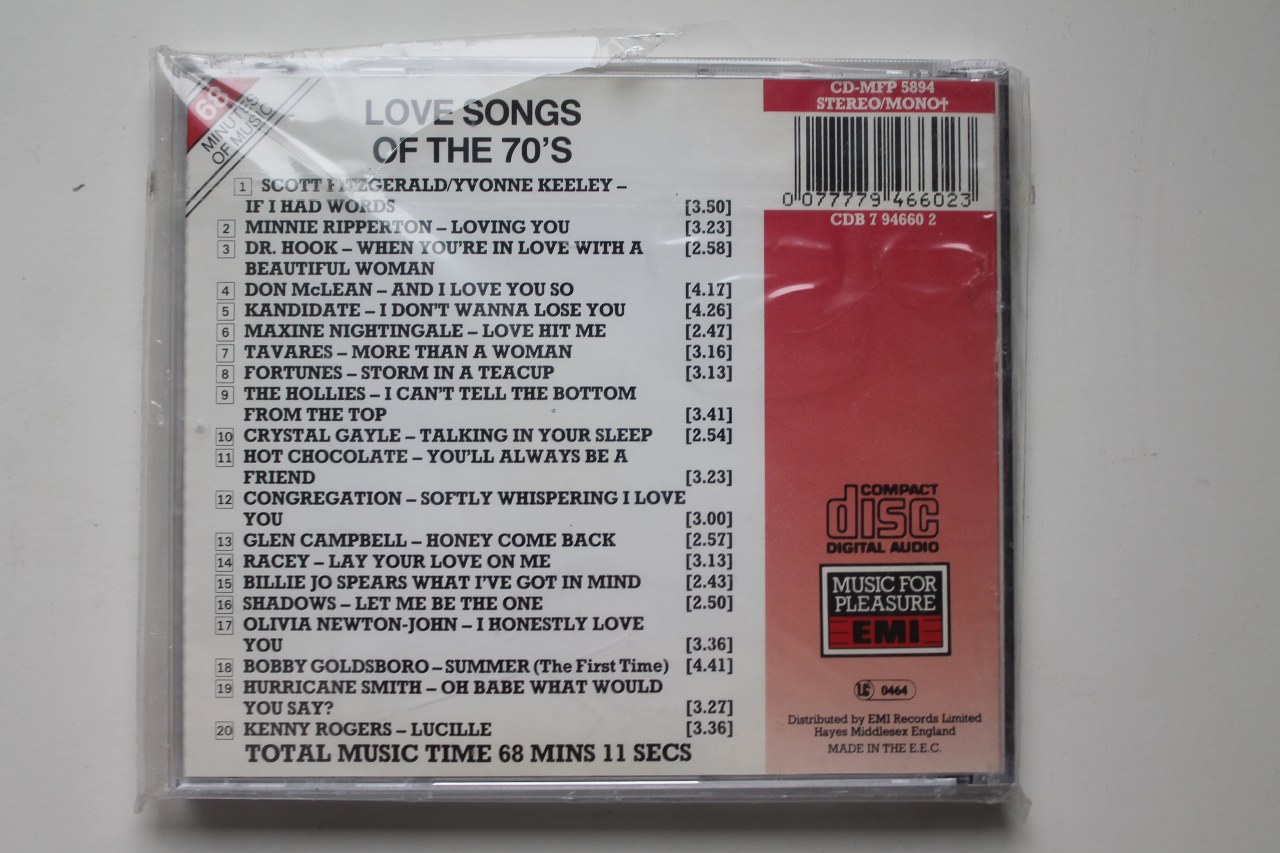 68
MINUTES
OF MUSIC
LOVE SONGS
OF THE 70'S
1 SCOTT FITZGERALD/YVONNE KEELEY –
IF I HAD WORDS [3.50]
2 MINNIE RIPPERTON – LOVING YOU [3.23]
3 DR. HOOK – WHEN YOU'RE IN LOVE WITH A [2.58]
BEAUTIFUL WOMAN
4 DON McLEAN – AND I LOVE YOU SO [4.17]
5 KANDIDATE – I DON'T WANNA LOSE YOU [4.26]
6 MAXINE NIGHTINGALE – LOVE HIT ME [2.47]
7 TAVARES – MORE THAN A WOMAN [3.16]
8 FORTUNES – STORM IN A TEACUP [3.13]
9 THE HOLLIES – I CAN'T TELL THE BOTTOM
FROM THE TOP [3.41]
10 CRYSTAL GAYLE – TALKING IN YOUR SLEEP [2.54]
11 HOT CHOCOLATE – YOU'LL ALWAYS BE A
FRIEND [3.23]
12 CONGREGATION – SOFTLY WHISPERING I LOVE
YOU [3.00]
13 GLEN CAMPBELL – HONEY COME BACK [2.57]
14 RACEY – LAY YOUR LOVE ON ME [3.13]
15 BILLIE JO SPEARS WHAT I'VE GOT IN MIND [2.43]
16 SHADOWS – LET ME BE THE ONE [2.50]
17 OLIVIA NEWTON-JOHN – I HONESTLY LOVE
YOU [3.36]
18 BOBBY GOLDSBORO – SUMMER (The First Time) [4.41]
19 HURRICANE SMITH – OH BABE WHAT WOULD
YOU SAY? [3.27]
20 KENNY ROGERS – LUCILLE [3.36]
TOTAL MUSIC TIME 68 MINS 11 SECS
CD-MFP 5894
STEREO/MONO†
0 077779 466023
CDB 7 94660 2
COMPACT
disc
DIGITAL AUDIO
MUSIC FOR
PLEASURE
EMI
LC 0464
Distributed by EMI Records Limited
Hayes Middlesex England
MADE IN THE E.E.C.